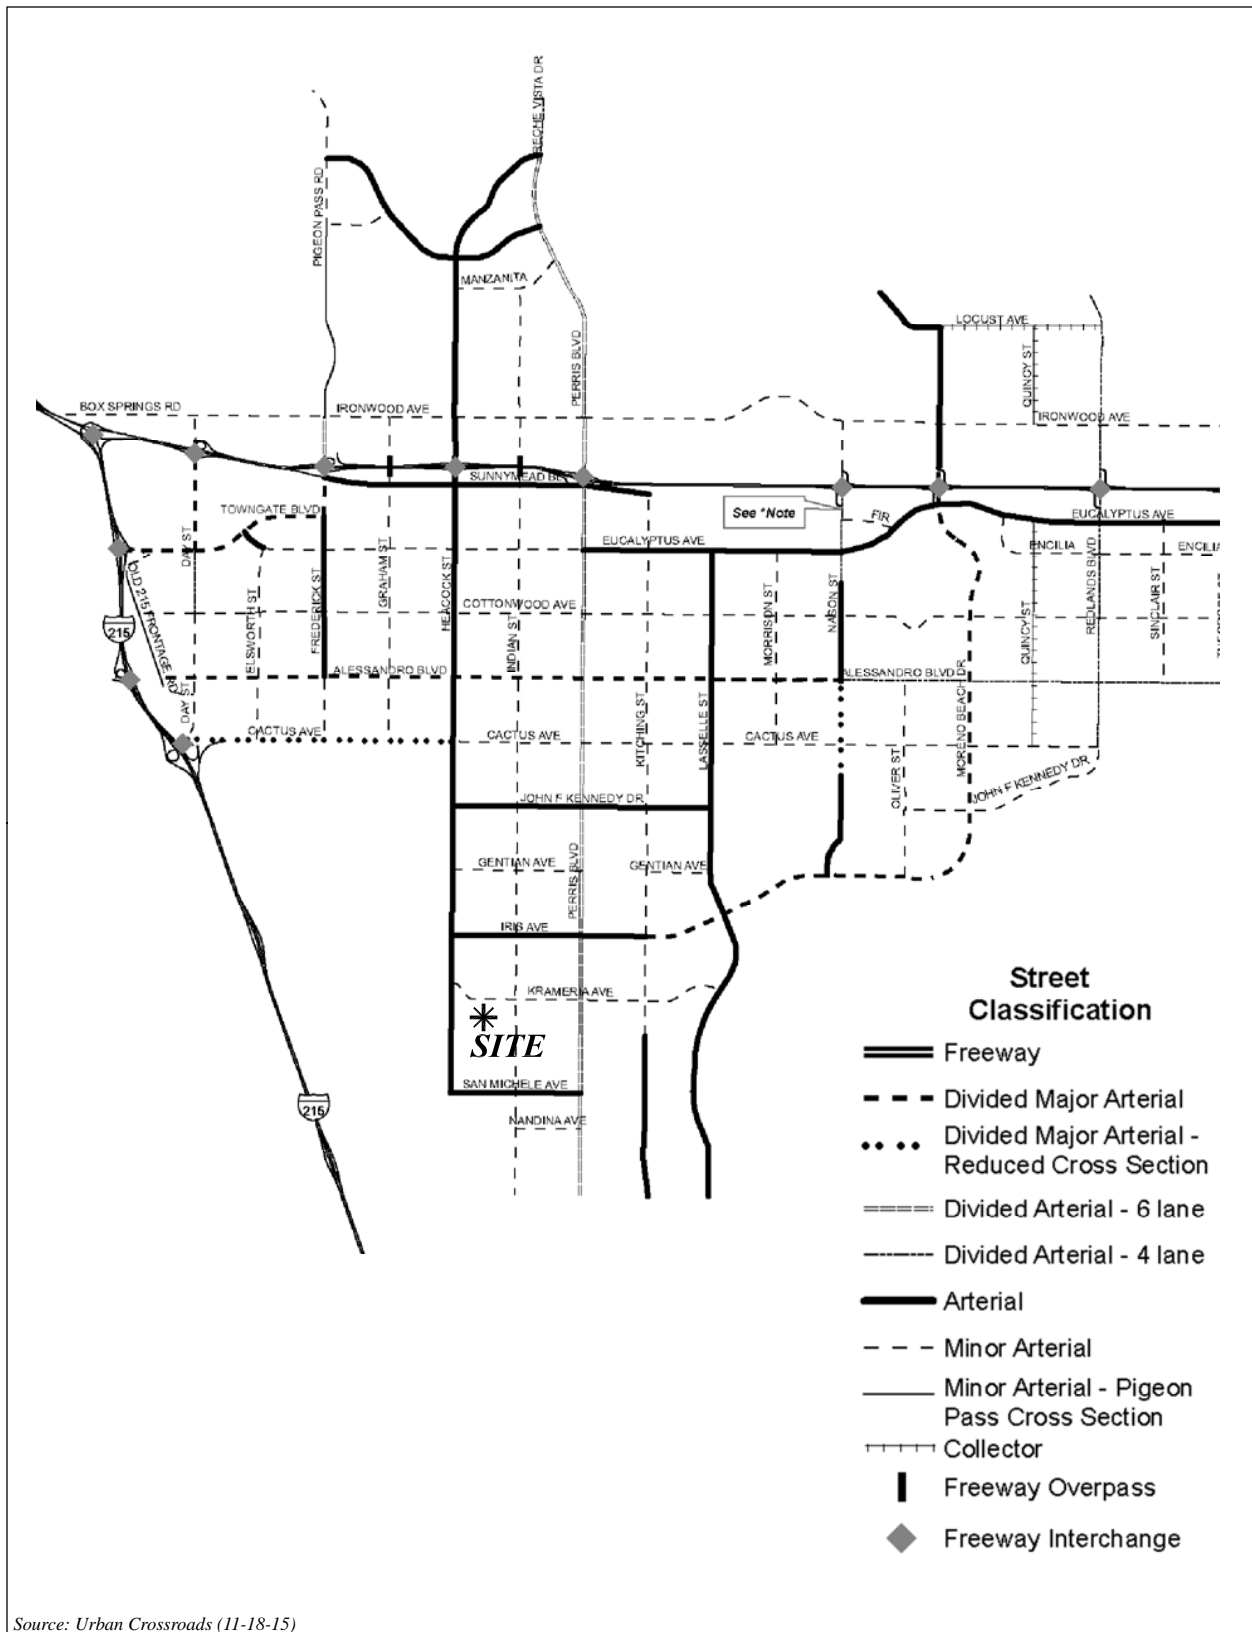 RECHE VISTA DR
PIGEON PASS RD
MANZANITA
PERRIS BLVD
LOCUST AVE
QUINCY ST
BOX SPRINGS RD
IRONWOOD AVE
IRONWOOD AVE
SUNNYMEAD BL
See *Note
TOWNGATE BLVD
FIR
EUCALYPTUS AVE
DAY ST
EUCALYPTUS AVE
ENCILIA
ENCILIA
OLD 215 FRONTAGE RD
ELSWORTH ST
FREDERICK ST
GRAHAM ST
HEACOCK ST
COTTONWOOD AVE
INDIAN ST
MORRISON ST
NASON ST
QUINCY ST
REDLANDS BLVD
SINCLAIR ST
215
ALESSANDRO BLVD
ALESSANDRO BLVD
DAY ST
CACTUS AVE
CACTUS AVE
KITCHING ST
LASSELLE ST
CACTUS AVE
OLIVER ST
MORENO BEACH DR
JOHN F KENNEDY DR
JOHN F KENNEDY DR
GENTIAN AVE
PERRIS BLVD
GENTIAN AVE
IRIS AVE
KRAMERIA AVE
SITE
SAN MICHELE AVE
NANDINA AVE
215
Street
Classification
Freeway
Divided Major Arterial
Divided Major Arterial -
Reduced Cross Section
Divided Arterial - 6 lane
Divided Arterial - 4 lane
Arterial
Minor Arterial
Minor Arterial - Pigeon
Pass Cross Section
Collector
Freeway Overpass
Freeway Interchange
Source: Urban Crossroads (11-18-15)